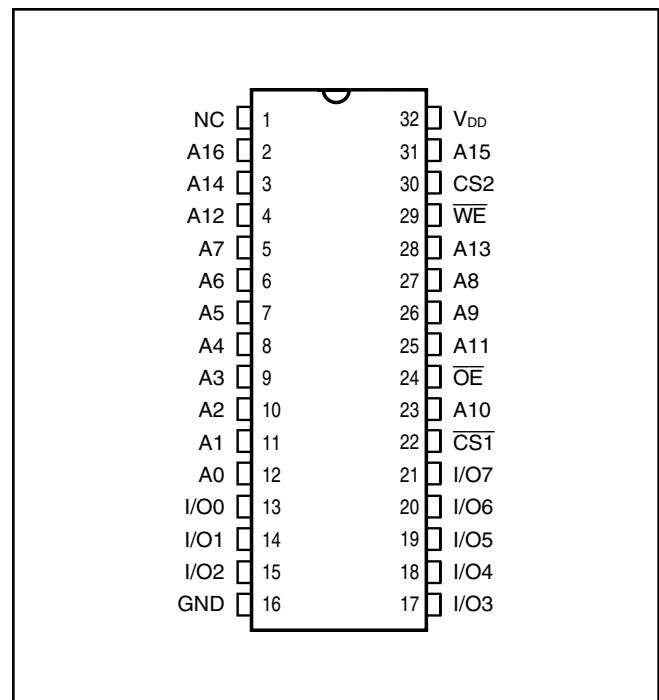 NC 1 32 VDD
A16 2 31 A15
A14 3 30 CS2
A12 4 29 W̅E̅
A7 5 28 A13
A6 6 27 A8
A5 7 26 A9
A4 8 25 A11
A3 9 24 O̅E̅
A2 10 23 A10
A1 11 22 C̅S̅1̅
A0 12 21 I/O7
I/O0 13 20 I/O6
I/O1 14 19 I/O5
I/O2 15 18 I/O4
GND 16 17 I/O3